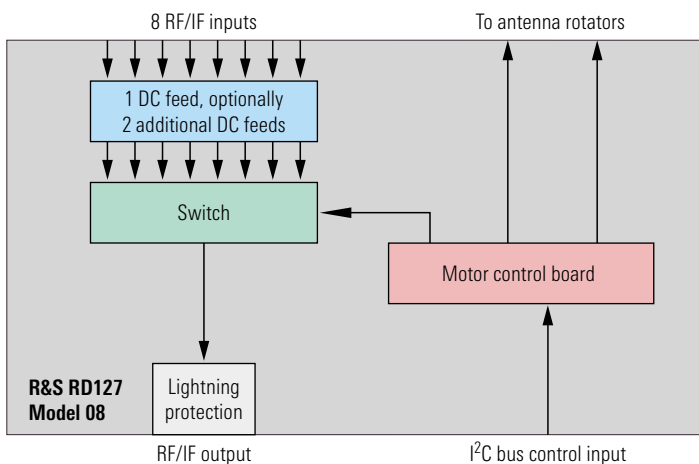 8 RF/IF inputs
To antenna rotators
1 DC feed, optionally
2 additional DC feeds
Switch
Motor control board
R&S RD127
Model 08
Lightning
protection
RF/IF output
I²C bus control input